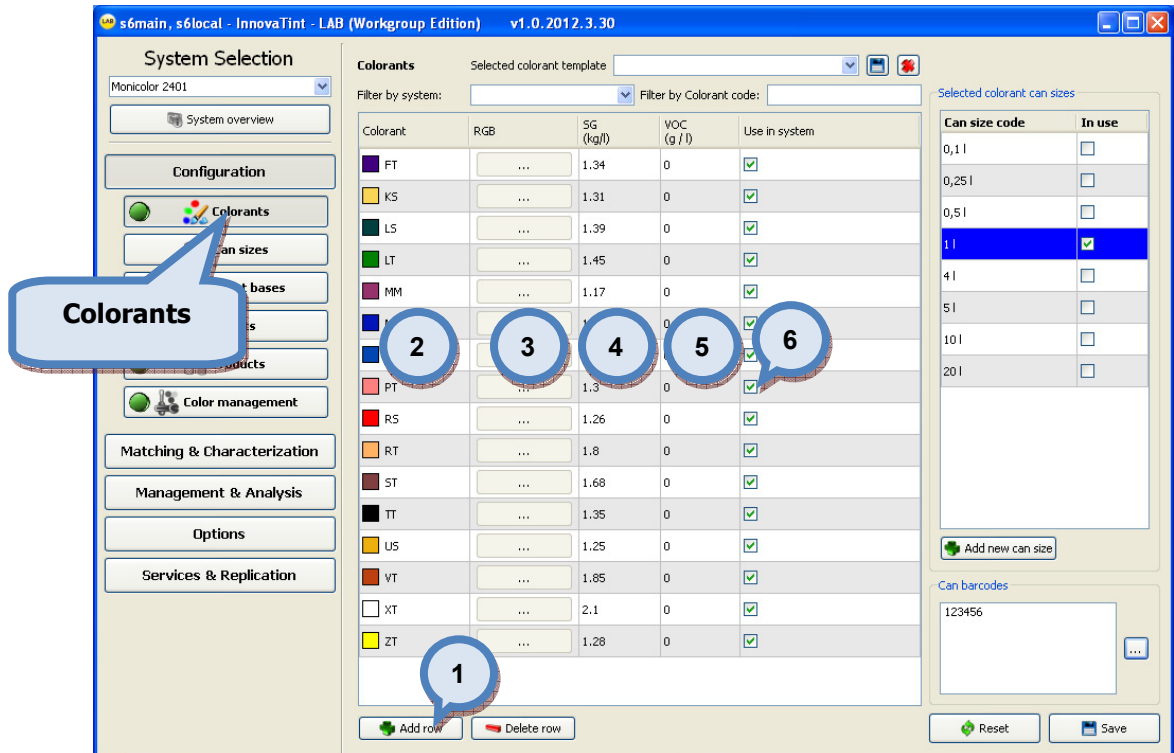 s6main, s6local - InnovaTint - LAB (Workgroup Edition) v1.0.2012.3.30
System Selection
Monicolor 2401
System overview
Configuration
Colorants
an sizes
bases
Color management
Matching & Characterization
Management & Analysis
Options
Services & Replication
Colorants
Colorants Selected colorant template
Filter by system: Filter by Colorant code:
Colorant RGB SG (kg/l) VOC (g / l) Use in system
FT ... 1.34 0
KS ... 1.31 0
LS ... 1.39 0
LT ... 1.45 0
MM ... 1.17 0
2 3 4 5 6
PT 1.3 0
RS ... 1.26 0
RT ... 1.8 0
ST ... 1.68 0
TT ... 1.35 0
US ... 1.25 0
VT ... 1.85 0
XT ... 2.1 0
ZT ... 1.28 0
1
Add row Delete row
Selected colorant can sizes
Can size code In use
0,1 l
0,25 l
0,5 l
1 l
4 l
5 l
10 l
20 l
Add new can size
Can barcodes
123456
...
Reset Save